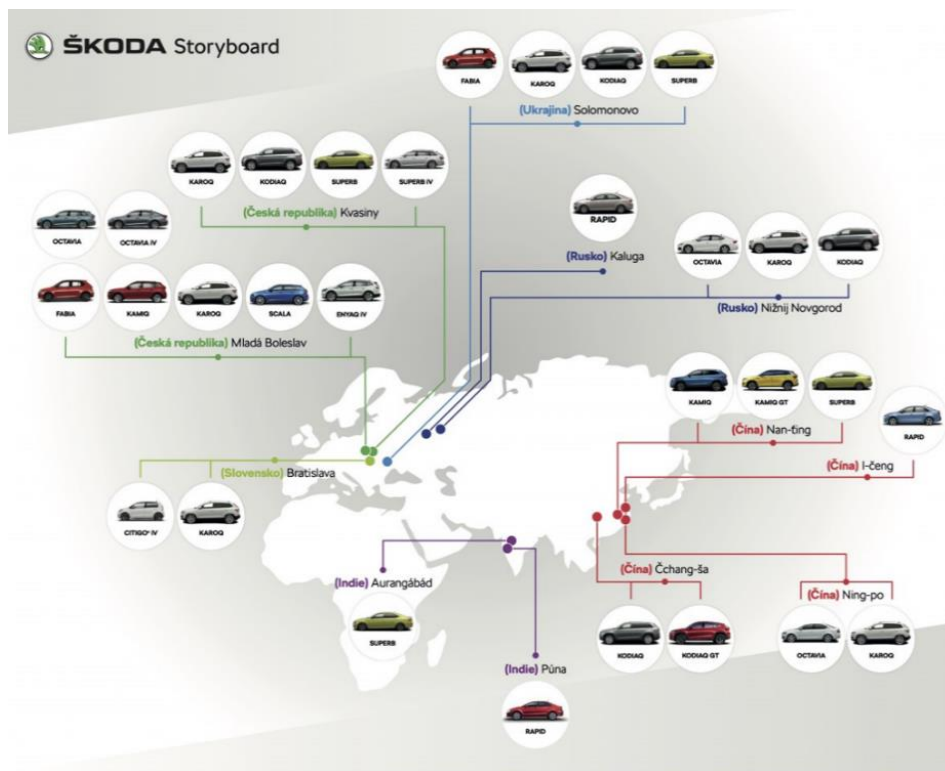 ŠKODA Storyboard
FABIA
KAROQ
KODIAQ
SUPERB
(Ukrajina) Solomonovo
KAROQ
KODIAQ
SUPERB
SUPERB iV
(Česká republika) Kvasiny
OCTAVIA
OCTAVIA iV
FABIA
KAMIQ
KAROQ
SCALA
ENYAQ iV
(Česká republika) Mladá Boleslav
RAPID
(Rusko) Kaluga
OCTAVIA
KAROQ
KODIAQ
(Rusko) Nižnij Novgorod
KAMIQ
KAMIQ GT
SUPERB
(Čína) Nan-ťing
RAPID
(Čína) I-čeng
(Slovensko) Bratislava
CITIGOᵉ iV
KAROQ
(Indie) Aurangábád
SUPERB
(Indie) Púna
RAPID
(Čína) Čchang-ša
KODIAQ
KODIAQ GT
(Čína) Ning-po
OCTAVIA
KAROQ